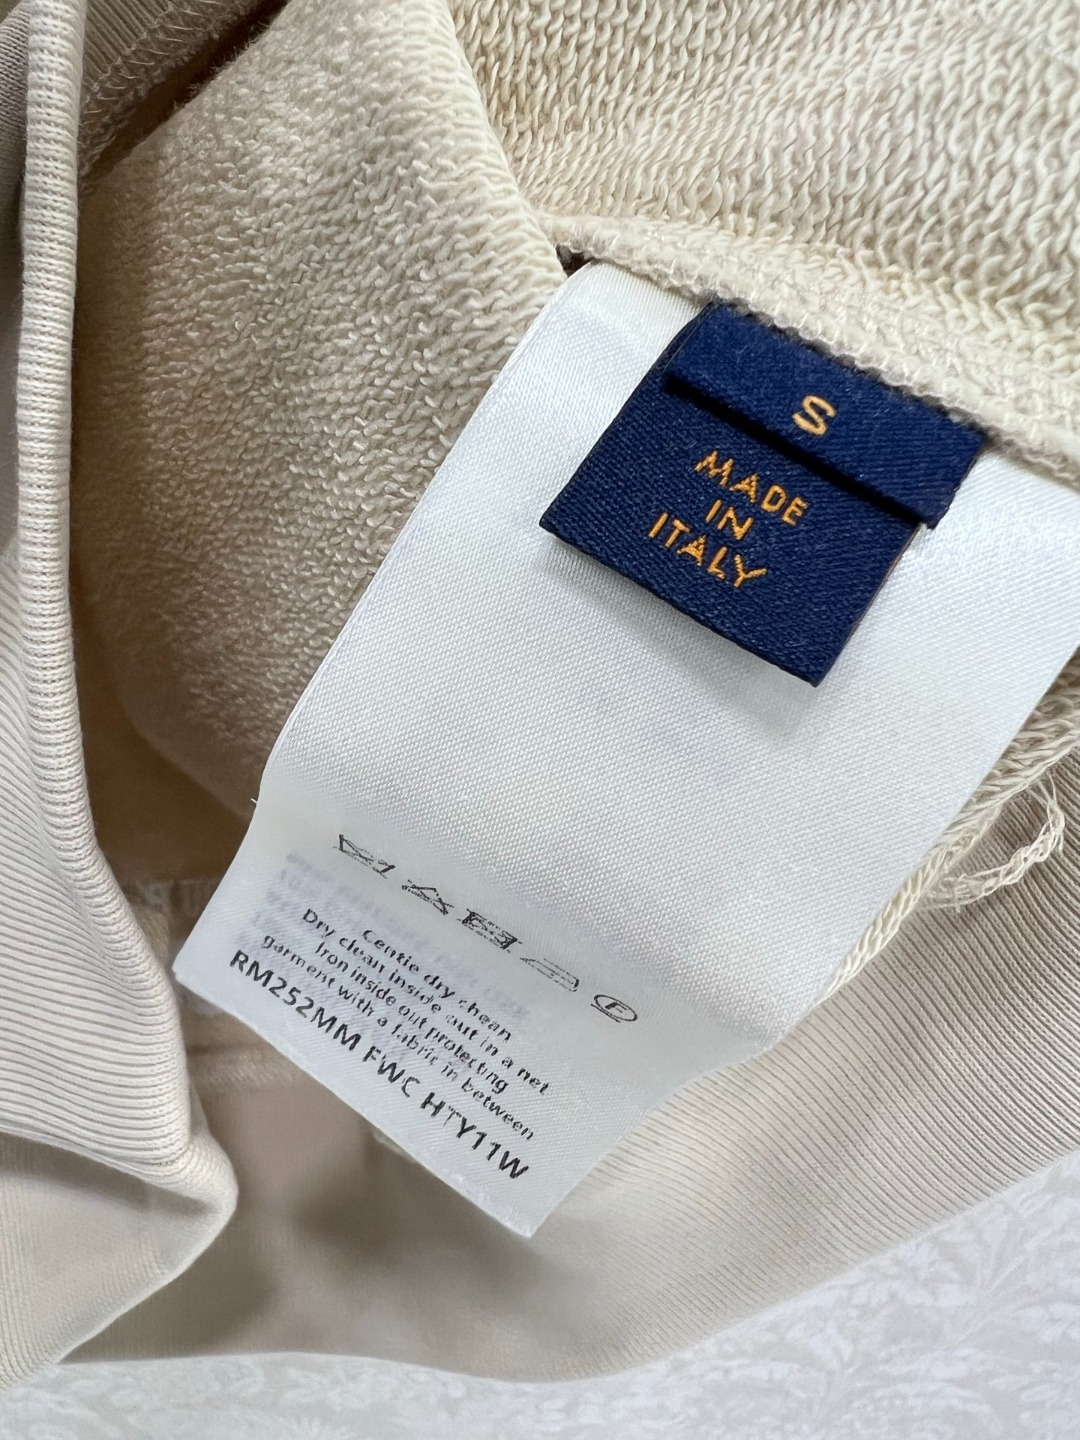 S
MADE
IN
ITALY
F
Gentle dry clean
Dry clean inside out in a net
Iron inside out protecting
garment with a fabric in between
RM252MM FWC HTY11W